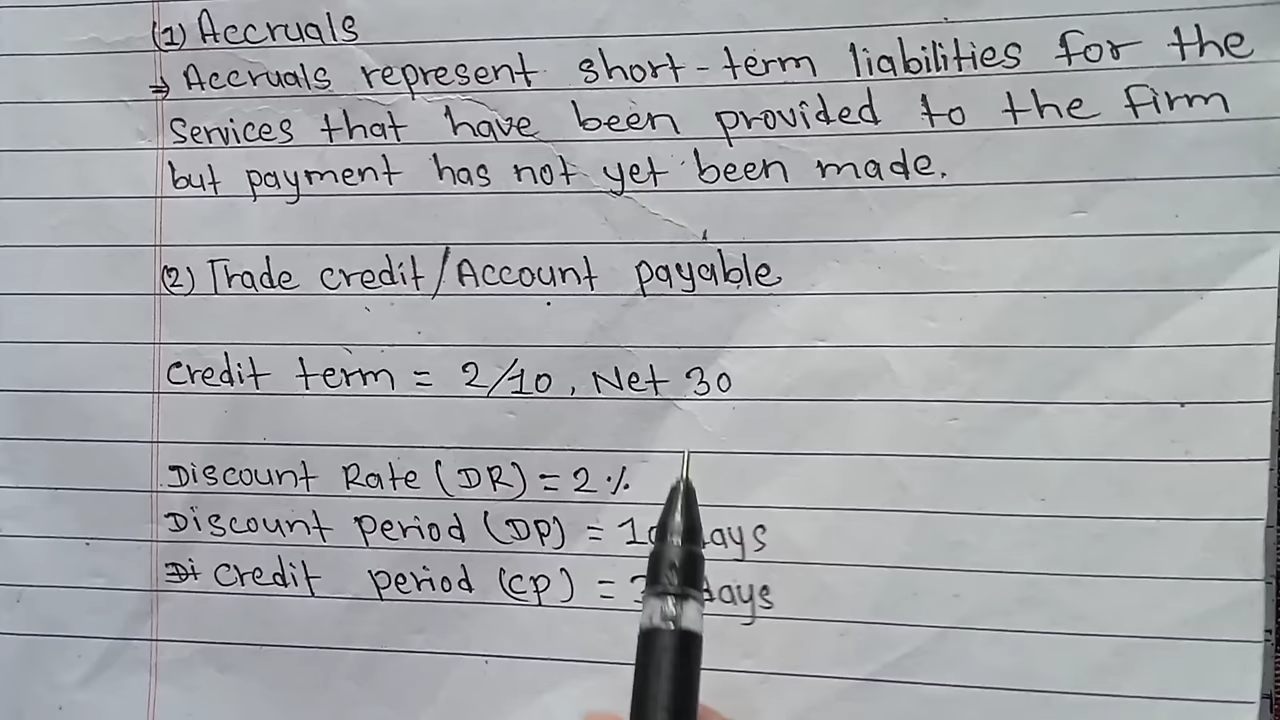 (1) Accruals
⇒ Accruals represent short-term liabilities for the
services that have been provided to the firm
but payment has not yet been made.
(2) Trade credit/Account payable
Credit term = 2/10, Net 30
Discount Rate (DR) = 2%
Discount period (DP) = days
Credit period (CP) = days